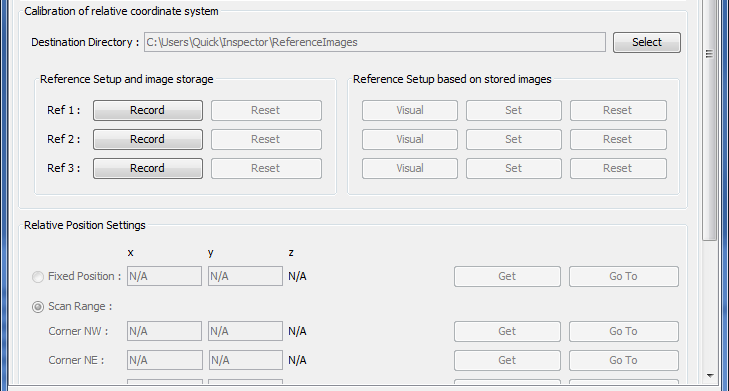 Calibration of relative coordinate system
Destination Directory : C:\Users\Quick\Inspector\ReferenceImages Select
Reference Setup and image storage Reference Setup based on stored images
Ref 1 : Record Reset Visual Set Reset
Ref 2 : Record Reset Visual Set Reset
Ref 3 : Record Reset Visual Set Reset
Relative Position Settings
x y z
Fixed Position : N/A N/A N/A Get Go To
Scan Range :
Corner NW : N/A N/A N/A Get Go To
Corner NE : N/A N/A N/A Get Go To